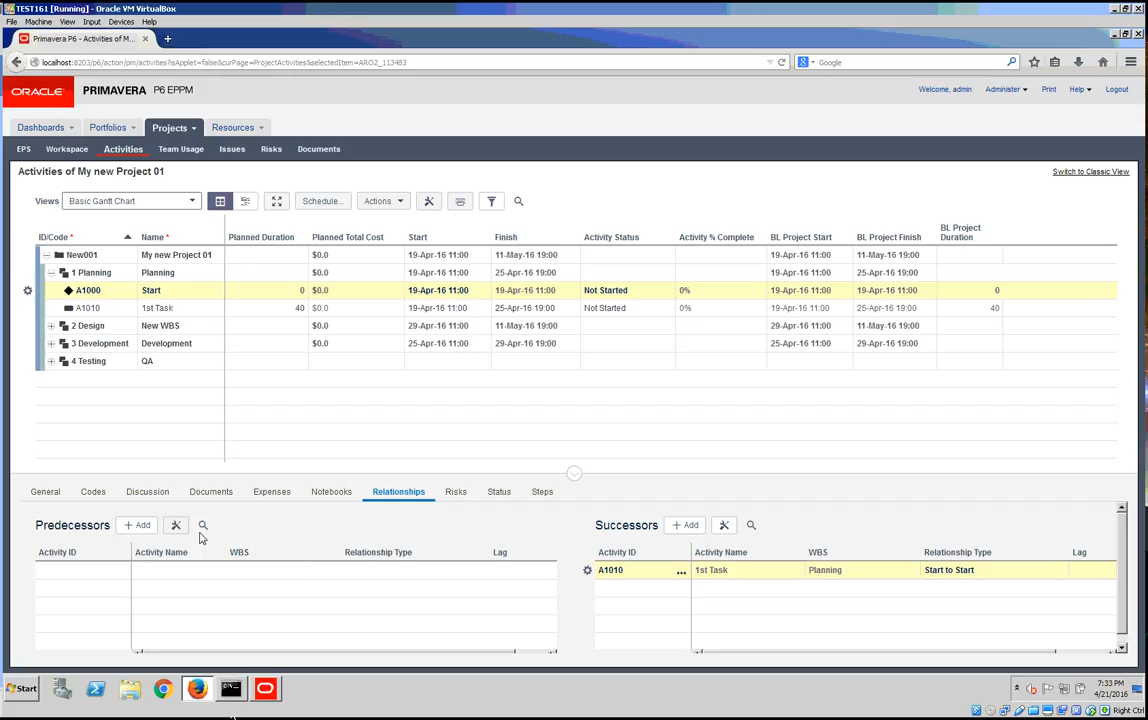 TEST161 [Running] - Oracle VM VirtualBox
File Machine View Input Devices Help
Primavera P6 - Activities of M...
localhost:8203/p6/action/pm/activities?isApplet=false&curPage=ProjectActivities&selectedItem=ARO2_113483
Google
ORACLE PRIMAVERA P6 EPPM
Welcome, admin Administer Print Help Logout
Dashboards Portfolios Projects Resources
EPS Workspace Activities Team Usage Issues Risks Documents
Activities of My new Project 01
Switch to Classic View
Views Basic Gantt Chart Schedule... Actions
ID/Code * Name * Planned Duration Planned Total Cost Start Finish Activity Status Activity % Complete BL Project Start BL Project Finish BL Project Duration
New001 My new Project 01 $0.0 19-Apr-16 11:00 11-May-16 19:00 19-Apr-16 11:00 11-May-16 19:00
1 Planning Planning $0.0 19-Apr-16 11:00 25-Apr-16 19:00 19-Apr-16 11:00 25-Apr-16 19:00
A1000 Start 0 $0.0 19-Apr-16 11:00 19-Apr-16 11:00 Not Started 0% 19-Apr-16 11:00 19-Apr-16 11:00 0
A1010 1st Task 40 $0.0 19-Apr-16 11:00 25-Apr-16 19:00 Not Started 0% 19-Apr-16 11:00 25-Apr-16 19:00 40
2 Design New WBS $0.0 29-Apr-16 19:00 11-May-16 19:00 29-Apr-16 19:00 11-May-16 19:00
3 Development Development $0.0 25-Apr-16 11:00 29-Apr-16 19:00 25-Apr-16 11:00 29-Apr-16 19:00
4 Testing QA
General Codes Discussion Documents Expenses Notebooks Relationships Risks Status Steps
Predecessors + Add
Activity ID Activity Name WBS Relationship Type Lag
Successors + Add
Activity ID Activity Name WBS Relationship Type Lag
A1010 ... 1st Task Planning Start to Start
Start
7:33 PM
4/21/2016
Right Ctrl